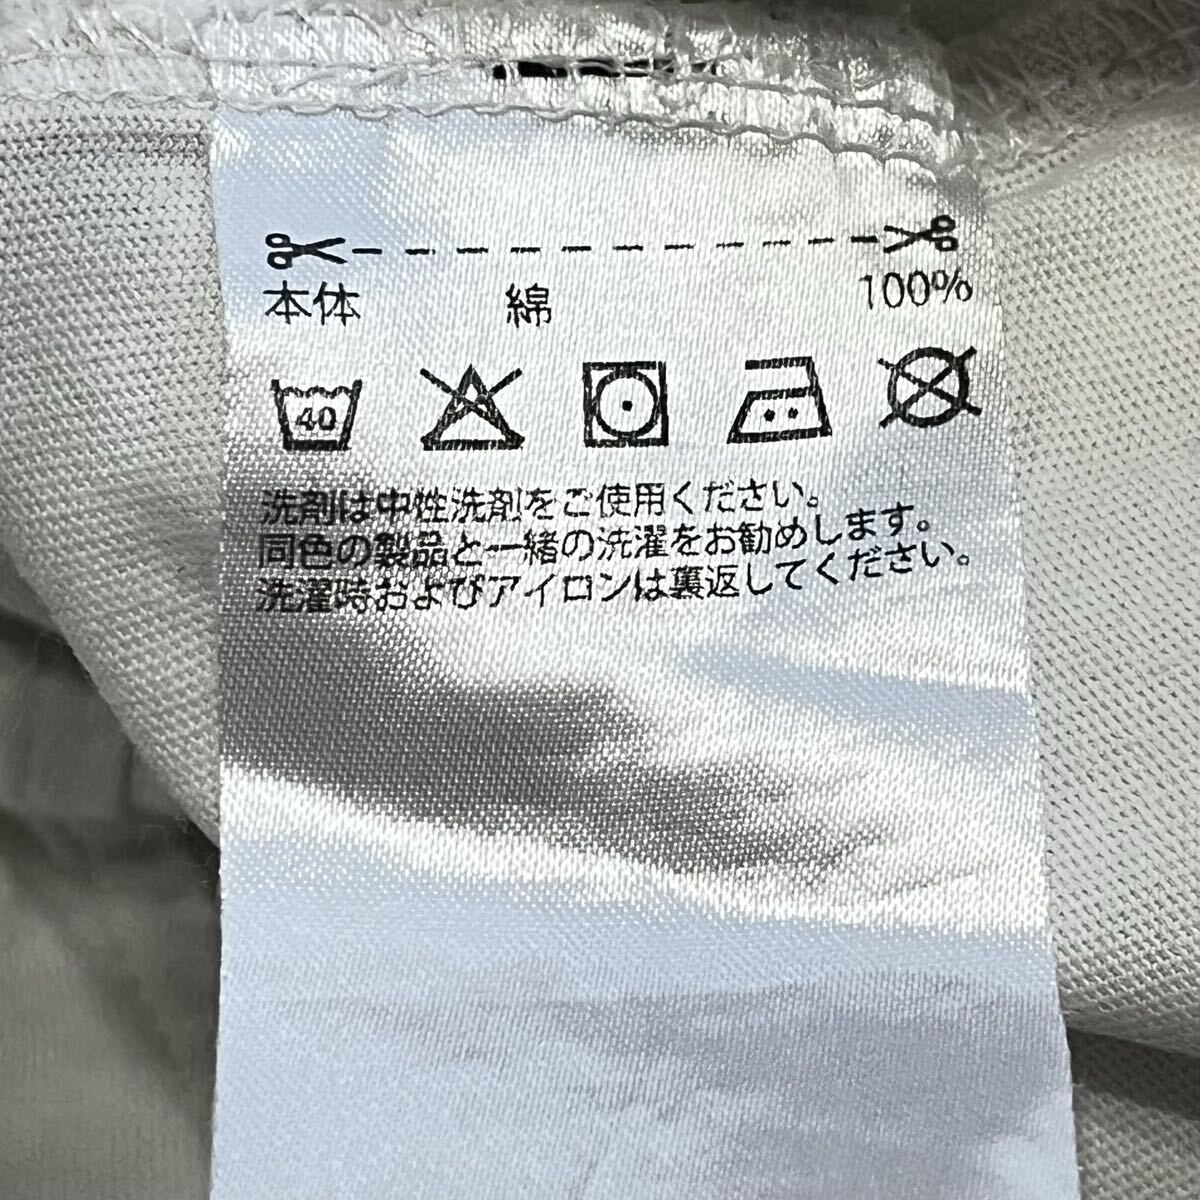 本体 綿 100%
40
洗剤は中性洗剤をご使用ください。
同色の製品と一緒の洗濯をお勧めします。
洗濯時およびアイロンは裏返してください。